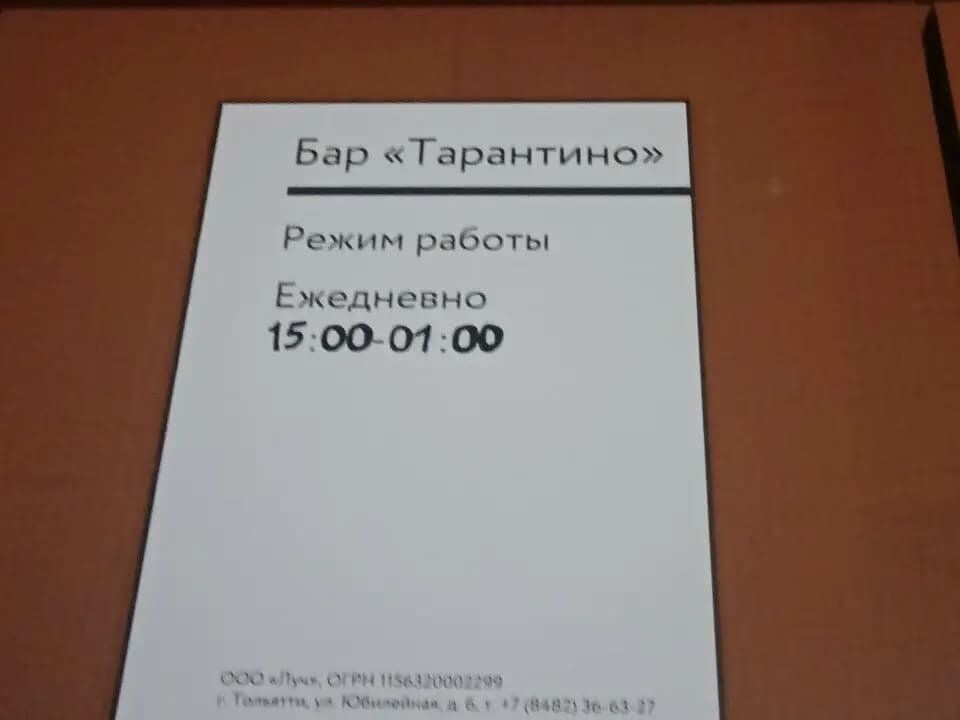 Бар «Тарантино»
Режим работы
Ежедневно
15:00-01:00
ООО «Луч», ОГРН 1156320002299
г. Тольятти, ул. Юбилейная, д. 6, т. +7 (8482) 36-63-27